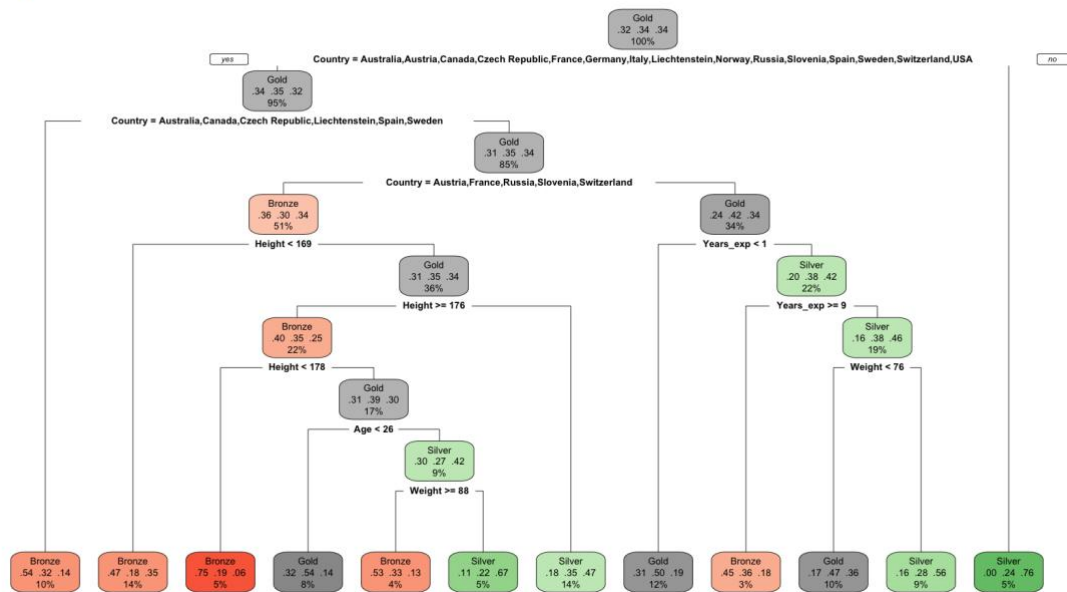 Gold
.32 .34 .34
100%
yes
Country = Australia,Austria,Canada,Czech Republic,France,Germany,Italy,Liechtenstein,Norway,Russia,Slovenia,Spain,Sweden,Switzerland,USA
no
Gold
.34 .35 .32
95%
Country = Australia,Canada,Czech Republic,Liechtenstein,Spain,Sweden
Gold
.31 .35 .34
85%
Country = Austria,France,Russia,Slovenia,Switzerland
Bronze
.36 .30 .34
51%
Gold
.24 .42 .34
34%
Height < 169
Years_exp < 1
Gold
.31 .35 .34
36%
Silver
.20 .38 .42
22%
Height >= 176
Years_exp >= 9
Bronze
.40 .35 .25
22%
Silver
.16 .38 .46
19%
Height < 178
Weight < 76
Gold
.31 .39 .30
17%
Age < 26
Silver
.30 .27 .42
9%
Weight >= 88
Bronze
.54 .32 .14
10%
Bronze
.47 .18 .35
14%
Bronze
.75 .19 .06
5%
Gold
.32 .54 .14
8%
Bronze
.53 .33 .13
4%
Silver
.11 .22 .67
5%
Silver
.18 .35 .47
14%
Gold
.31 .50 .19
12%
Bronze
.45 .36 .18
3%
Gold
.17 .47 .36
10%
Silver
.16 .28 .56
9%
Silver
.00 .24 .76
5%